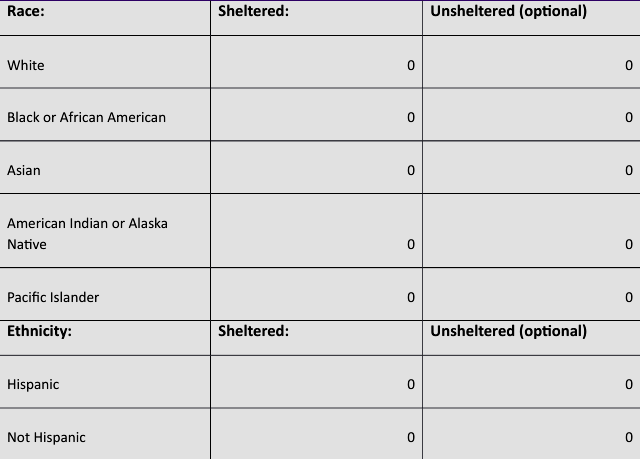 Race: Sheltered: Unsheltered (optional)
White 0 0
Black or African American 0 0
Asian 0 0
American Indian or Alaska
Native 0 0
Pacific Islander 0 0
Ethnicity: Sheltered: Unsheltered (optional)
Hispanic 0 0
Not Hispanic 0 0